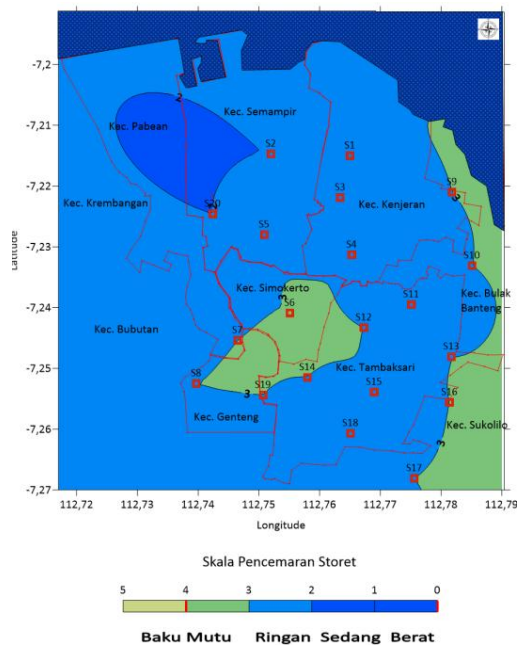 -7,2
-7,21
-7,22
-7,23
-7,24
-7,25
-7,26
-7,27
Latitude
2
Kec. Semampir
Kec. Pabean
S2
S1
S9
3
S3
Kec. Krembangan
S20
2
Kec. Kenjeran
S5
S4
S10
Kec. Simokerto
3
S6
S11
Kec. Bulak
Banteng
Kec. Bubutan
S7
S12
S13
S8
S14
Kec. Tambaksari
S19
3
S15
S16
Kec. Genteng
Kec. Sukolilo
S18
3
S17
112,72 112,73 112,74 112,75 112,76 112,77 112,78 112,79
Longitude
Skala Pencemaran Storet
5 4 3 2 1 0
Baku Mutu Ringan Sedang Berat